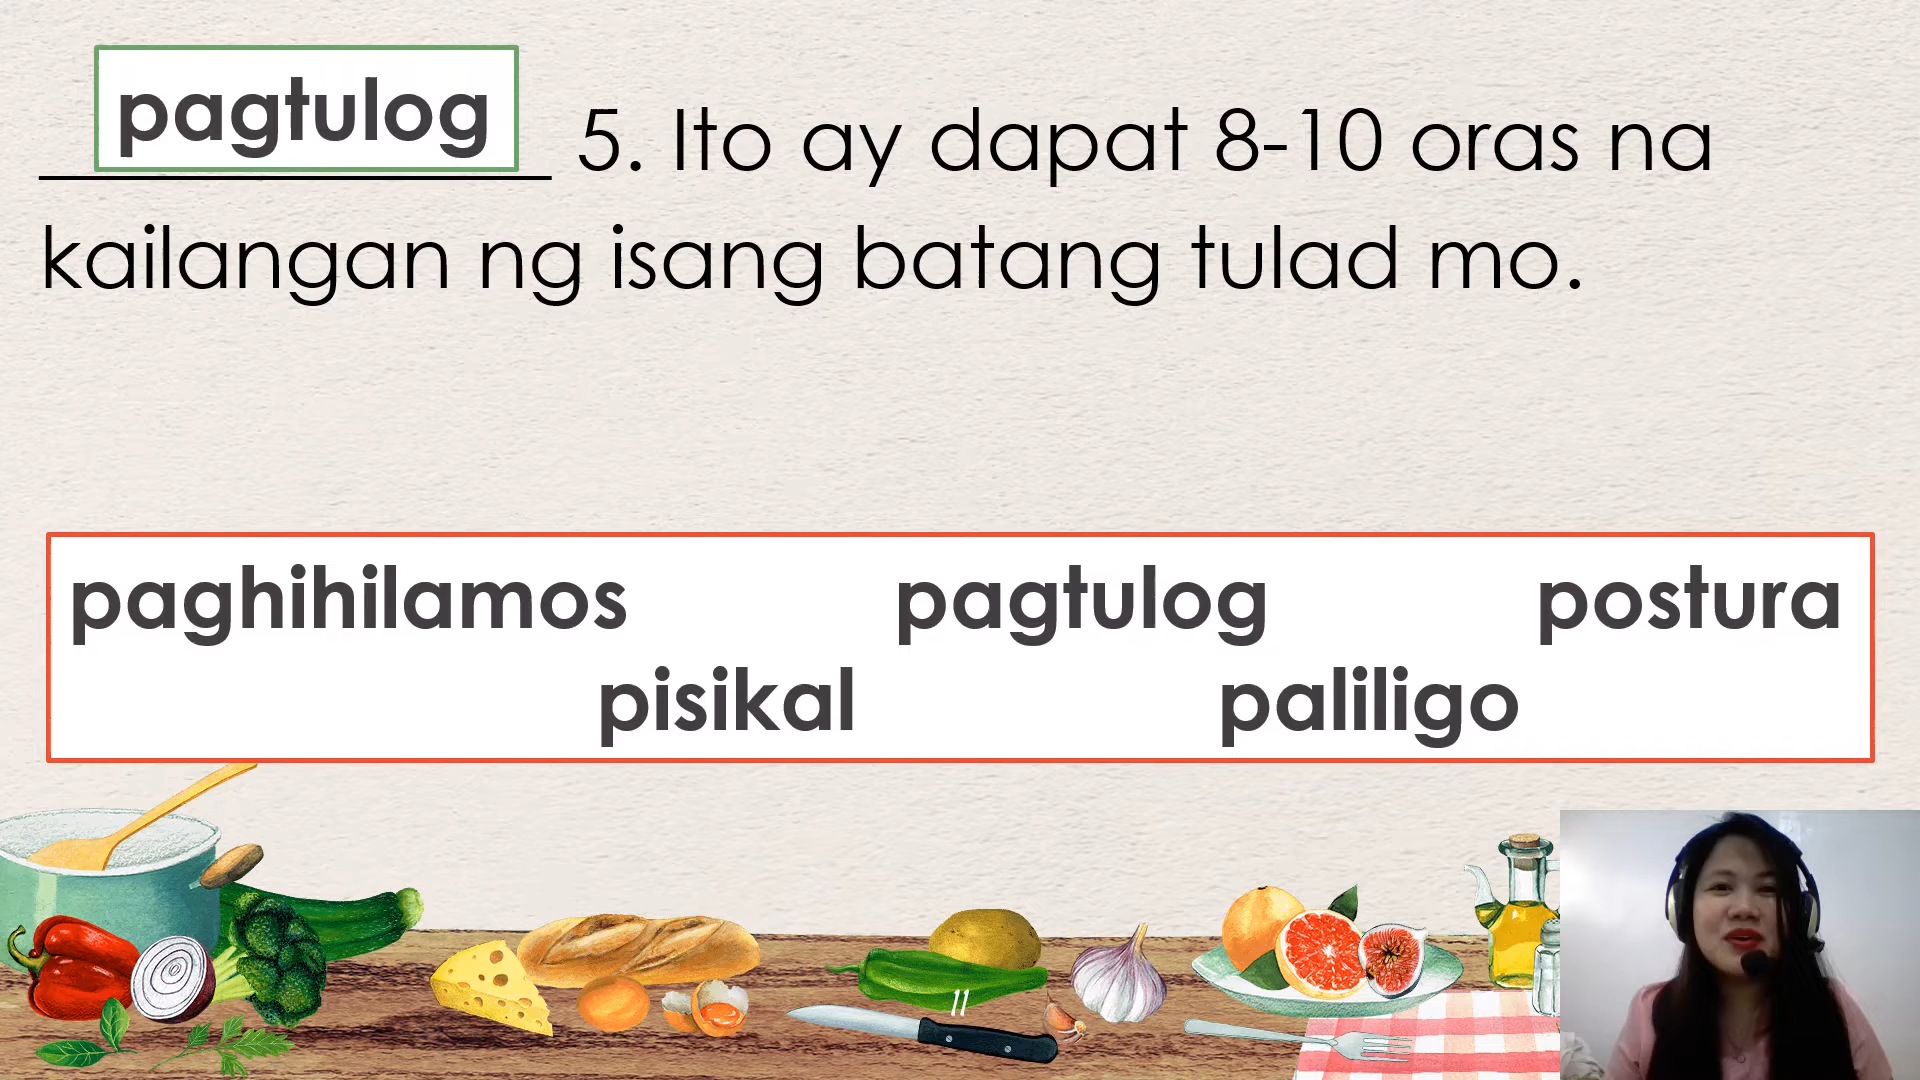 pagtulog 5. Ito ay dapat 8-10 oras na
kailangan ng isang batang tulad mo.
paghihilamos pagtulog postura
pisikal paliligo
11